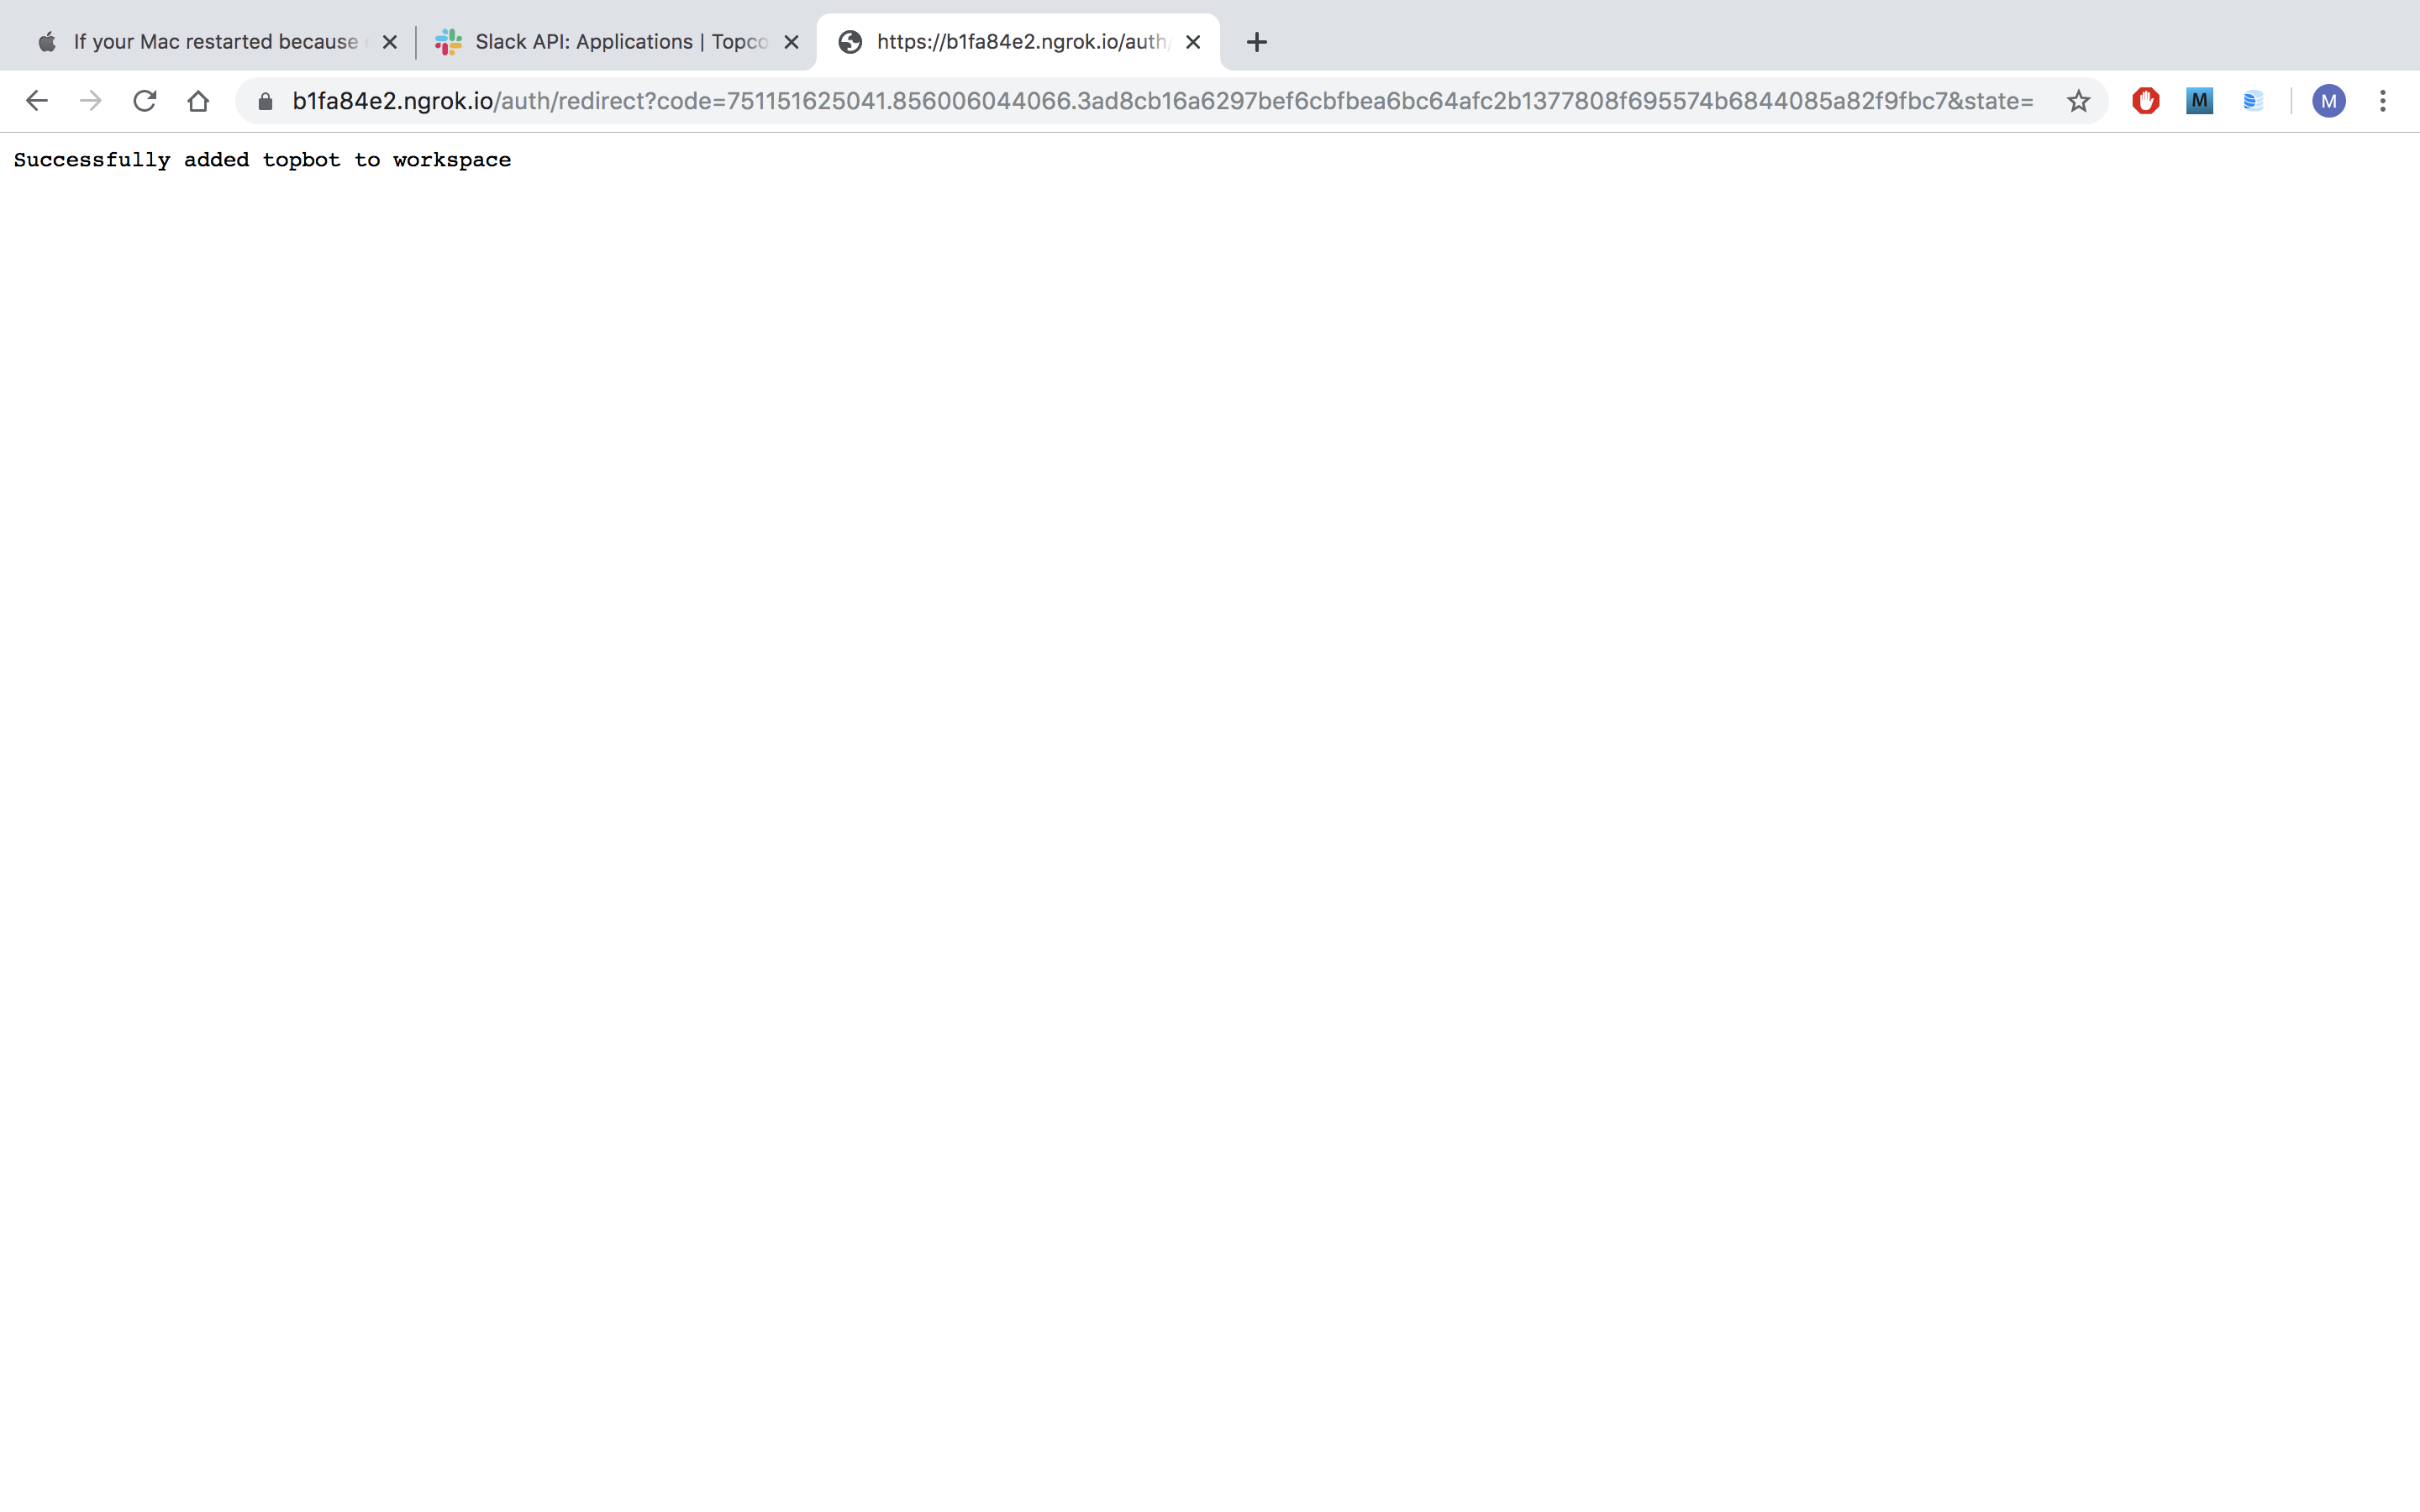 If your Mac restarted because
Slack API: Applications | Topco
https://b1fa84e2.ngrok.io/auth/
b1fa84e2.ngrok.io/auth/redirect?code=751151625041.856006044066.3ad8cb16a6297bef6cbfbea6bc64afc2b1377808f695574b6844085a82f9fbc7&state=
M
M
Successfully added topbot to workspace